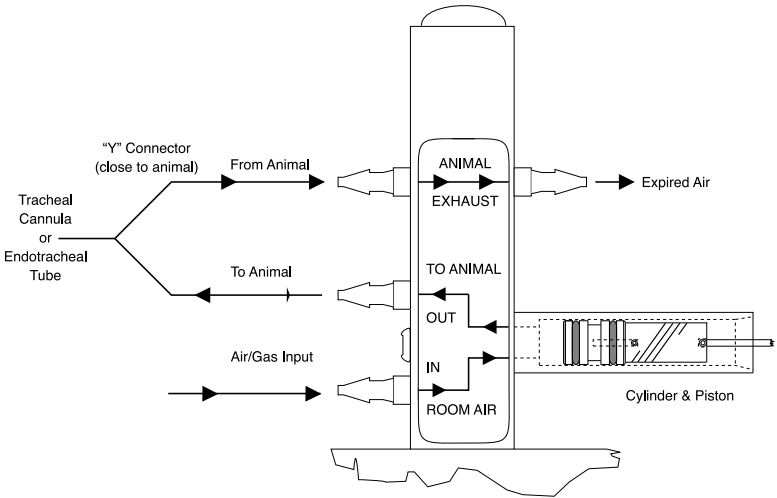 “Y” Connector
(close to animal)
From Animal
ANIMAL
EXHAUST
Expired Air
Tracheal
Cannula
or
Endotracheal
Tube
To Animal
TO ANIMAL
OUT
Air/Gas Input
IN
ROOM AIR
Cylinder & Piston